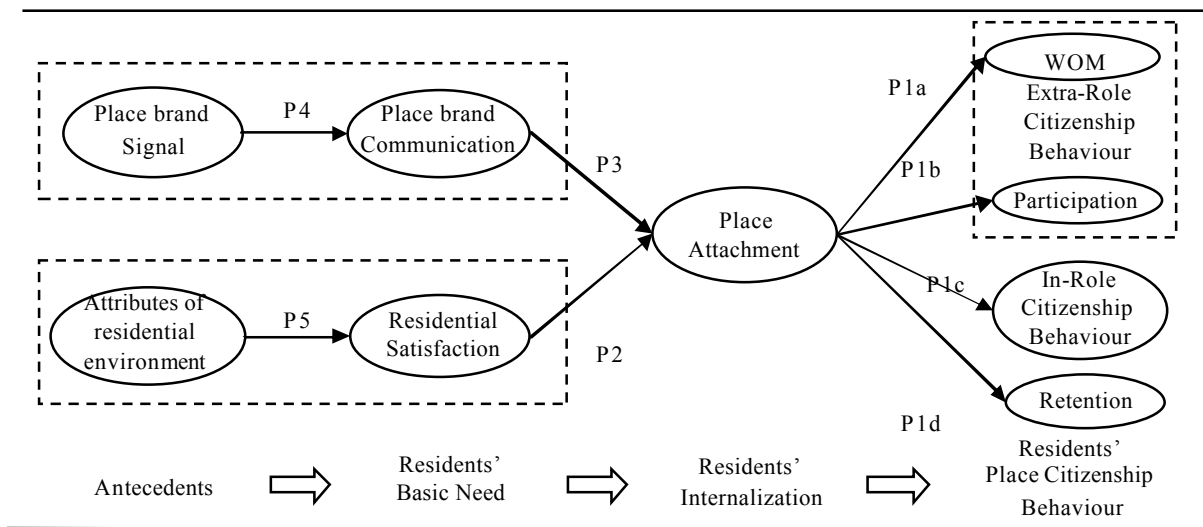 Place brand
Signal
P4
Place brand
Communication
P3
Attributes of
residential
environment
P5
Residential
Satisfaction
P2
Place
Attachment
P1a
P1b
P1c
P1d
WOM
Extra-Role
Citizenship
Behaviour
Participation
In-Role
Citizenship
Behaviour
Retention
Antecedents
Residents’
Basic Need
Residents’
Internalization
Residents’
Place Citizenship
Behaviour